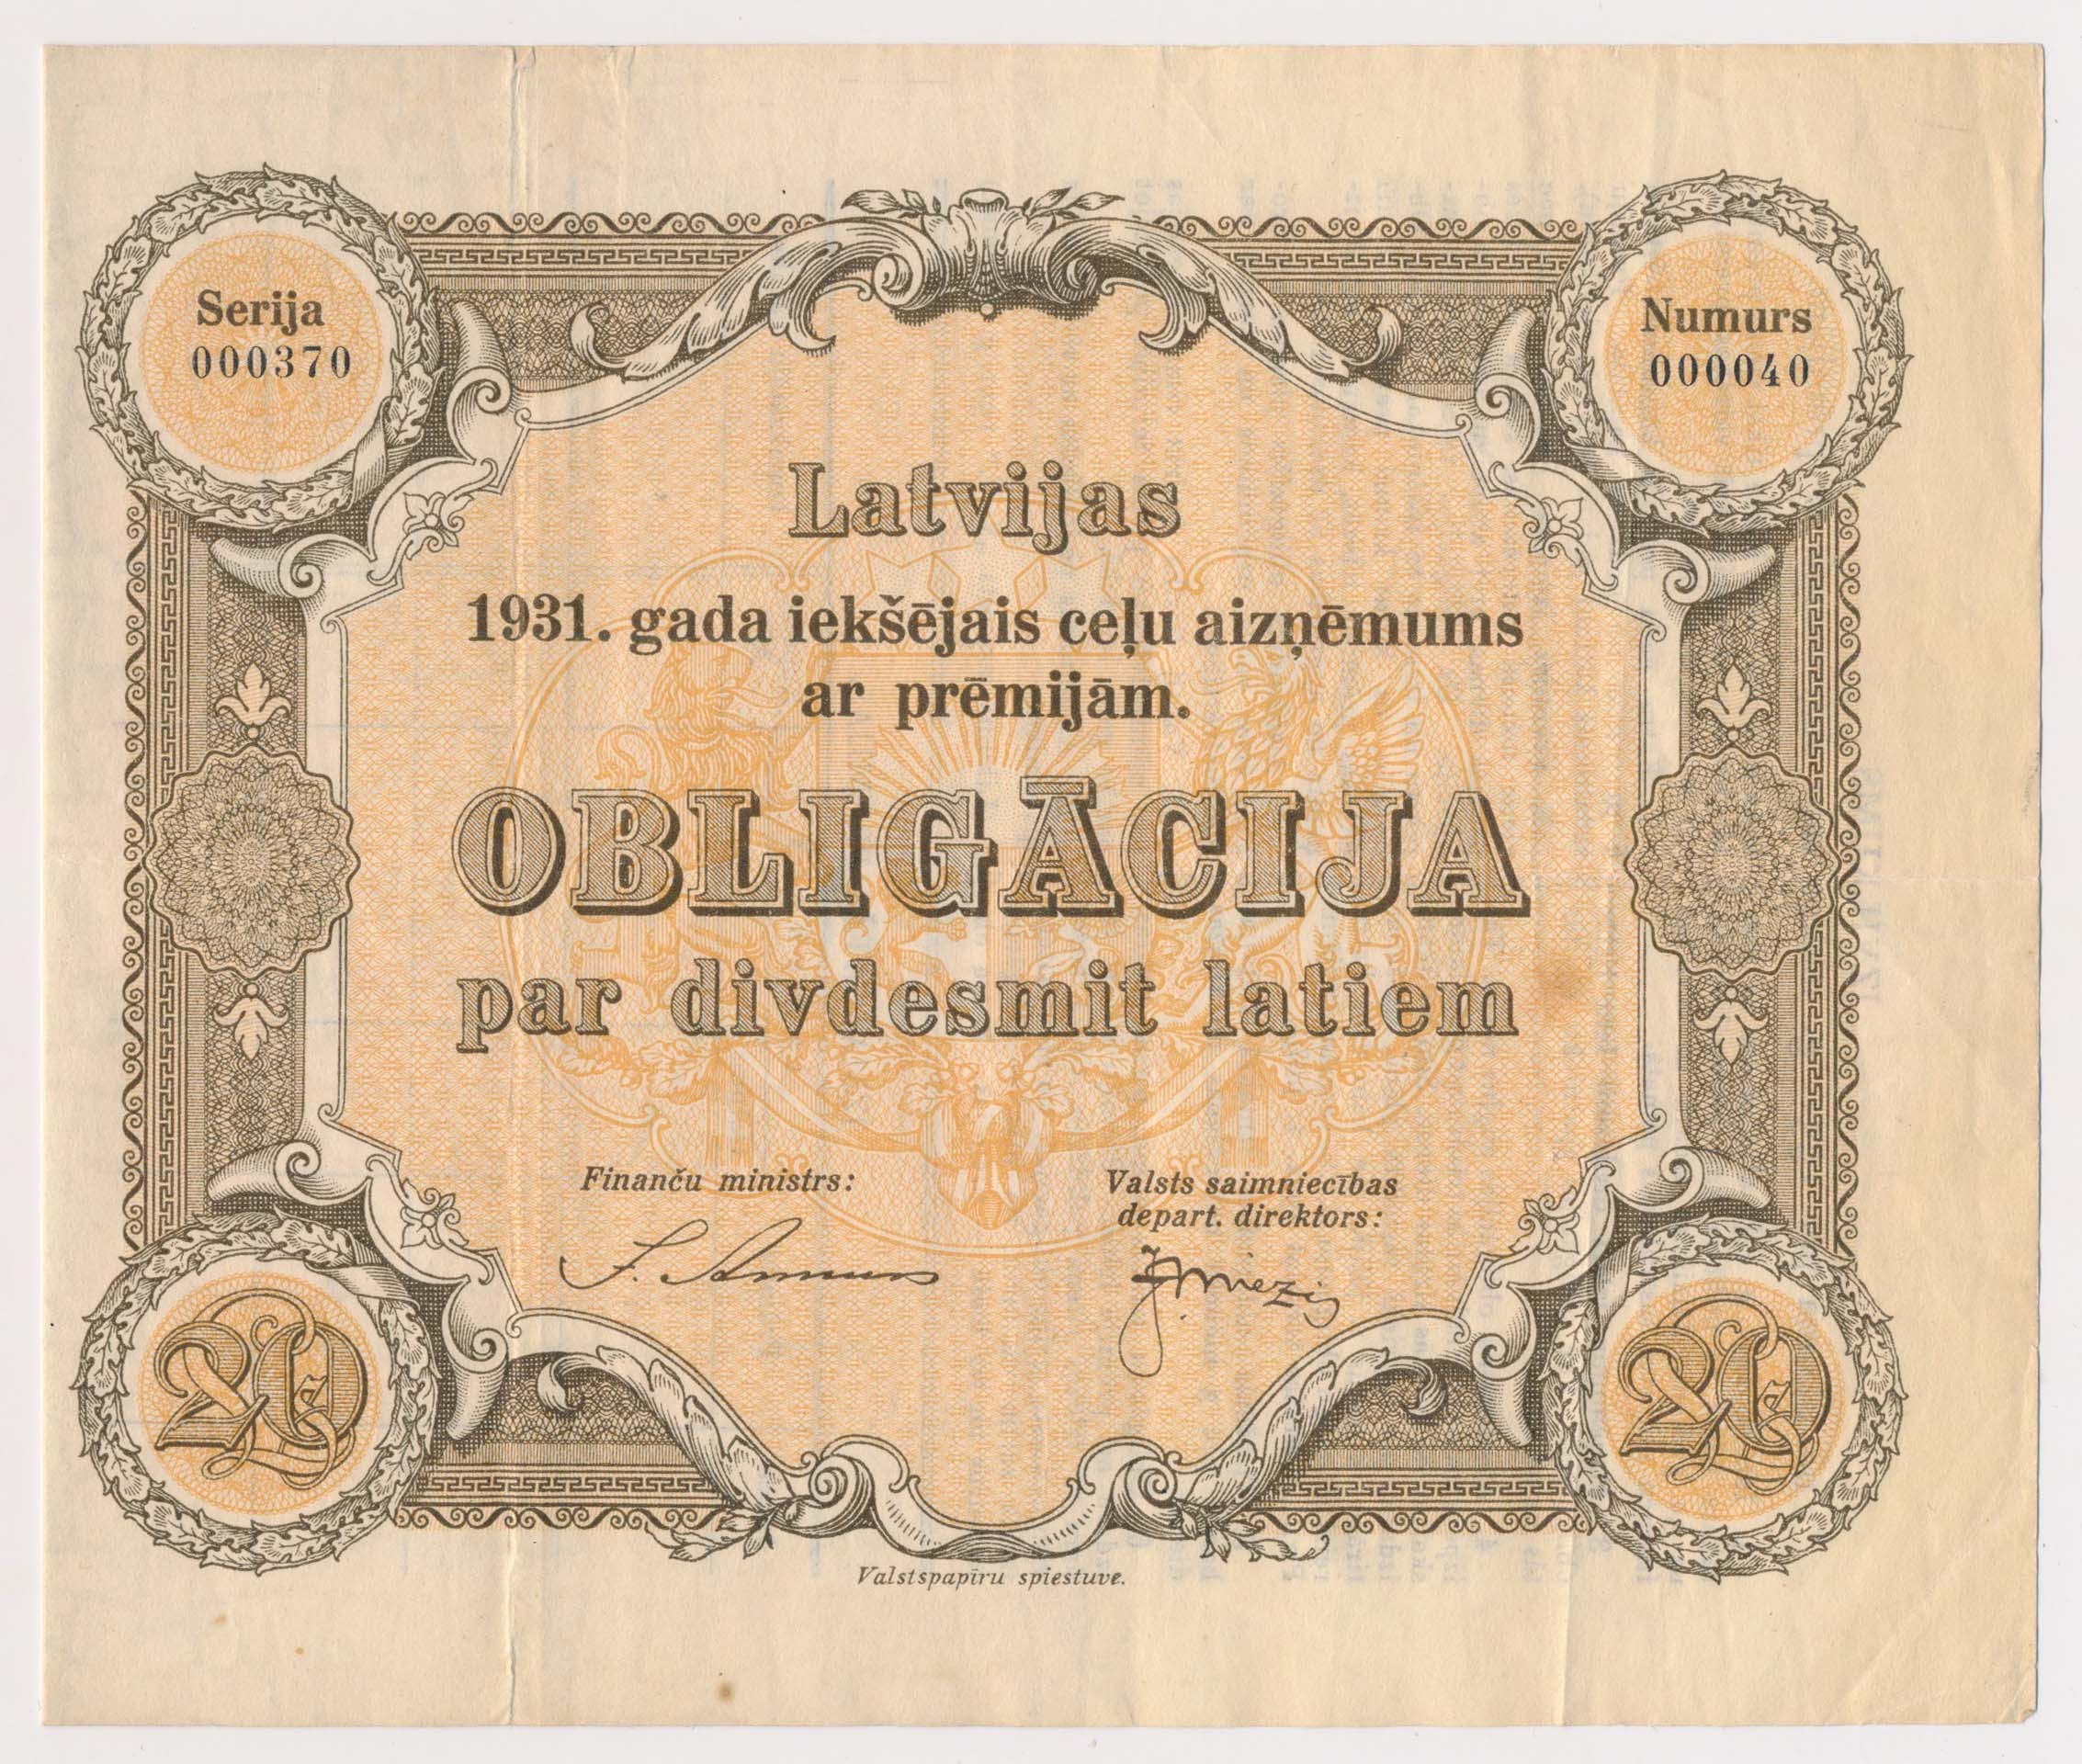 Serija
000370
Numurs
000040
Latvijas
1931. gada iekšējais ceļu aizņēmums
ar prēmijām.
OBLIGĀCIJA
par divdesmit latiem
Finanču ministrs:
Valsts saimniecības
depart. direktors:
20
20
Valstspapīru spiestuve.